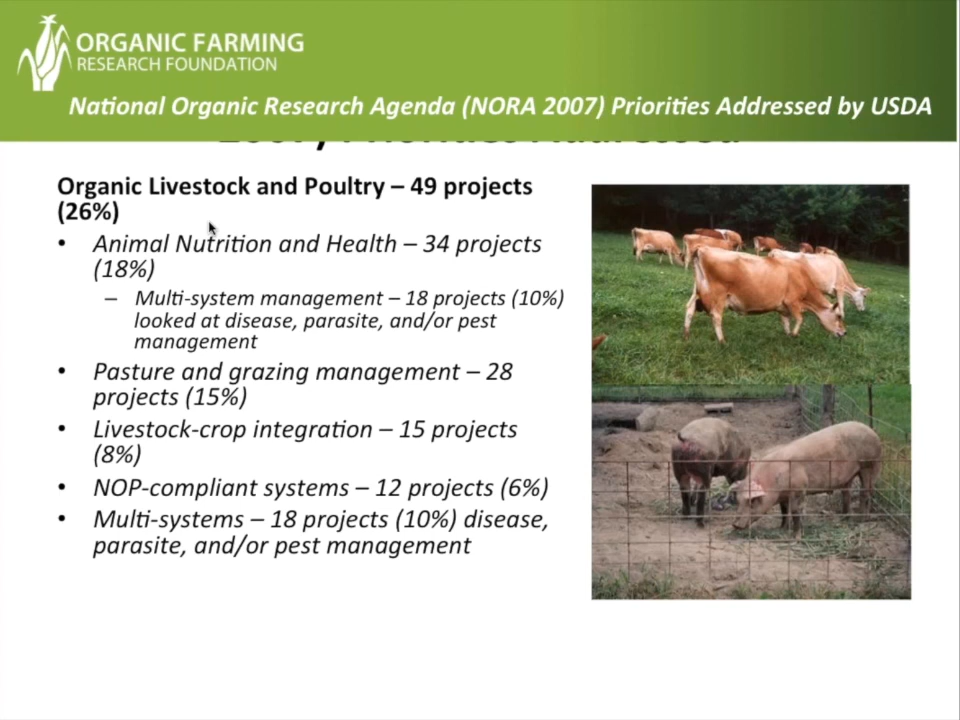 ORGANIC FARMING
RESEARCH FOUNDATION
National Organic Research Agenda (NORA 2007) Priorities Addressed by USDA
Organic Livestock and Poultry – 49 projects
(26%)
• Animal Nutrition and Health – 34 projects
(18%)
– Multi-system management – 18 projects (10%)
looked at disease, parasite, and/or pest
management
• Pasture and grazing management – 28
projects (15%)
• Livestock-crop integration – 15 projects
(8%)
• NOP-compliant systems – 12 projects (6%)
• Multi-systems – 18 projects (10%) disease,
parasite, and/or pest management